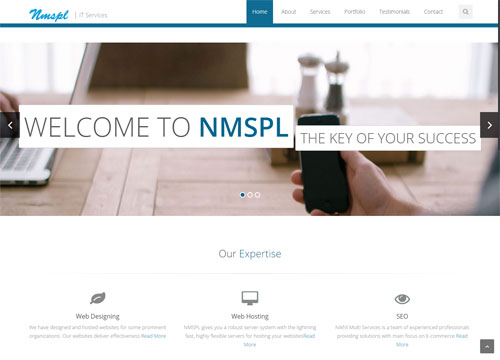 Nmspl | IT Services
Home About Services Portfolio Testimonials Contact
WELCOME TO NMSPL
THE KEY OF YOUR SUCCESS
Our Expertise
Web Designing
We have designed and hosted websites for some prominent
organizations. Our websites deliver effectiveness Read More
Web Hosting
NMSPL gives you a robust server system with the lightning
fast, highly flexible servers for hosting your websitesRead
More
SEO
Nikhil Multi Services is a team of experienced professionals
providing solutions with main focus on E-commerce Read More